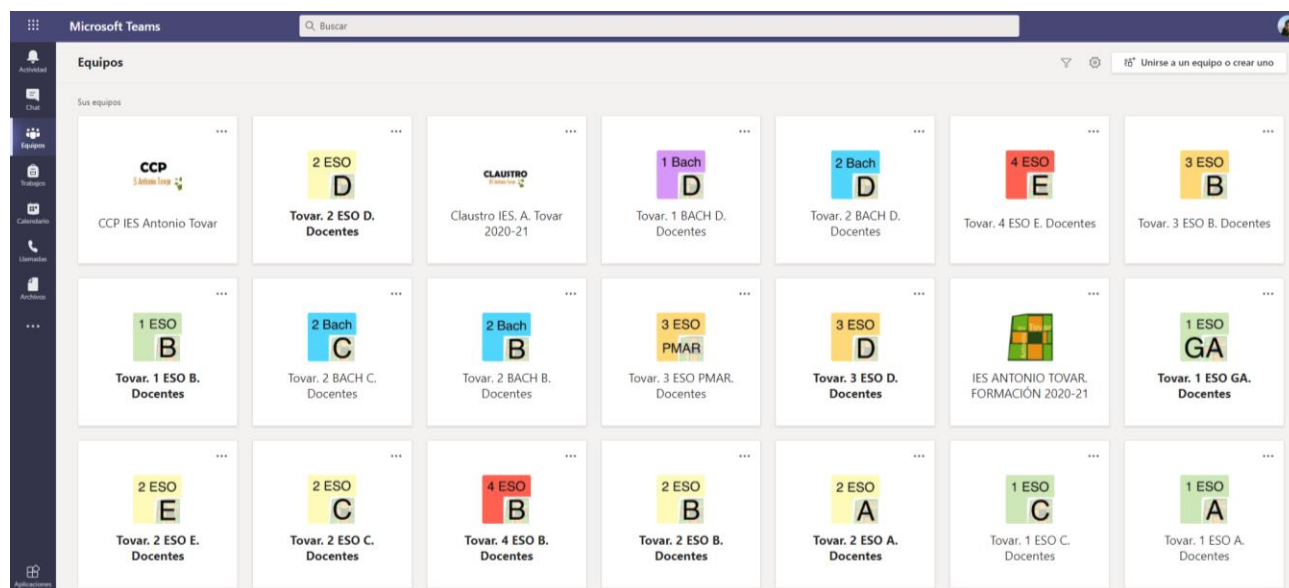 Microsoft Teams
Buscar
Actividad
Chat
Equipos
Trabajos
Calendario
Llamadas
Archivos
Aplicaciones
Equipos
Unirse a un equipo o crear uno
Sus equipos
CCP
CCP IES Antonio Tovar
2 ESO
D
Tovar. 2 ESO D.
Docentes
CLAUSTRO
Claustro IES. A. Tovar
2020-21
1 Bach
D
Tovar. 1 BACH D.
Docentes
2 Bach
D
Tovar. 2 BACH D.
Docentes
4 ESO
E
Tovar. 4 ESO E. Docentes
3 ESO
B
Tovar. 3 ESO B. Docentes
1 ESO
B
Tovar. 1 ESO B.
Docentes
2 Bach
C
Tovar. 2 BACH C.
Docentes
2 Bach
B
Tovar. 2 BACH B.
Docentes
3 ESO
PMAR
Tovar. 3 ESO PMAR.
Docentes
3 ESO
D
Tovar. 3 ESO D.
Docentes
IES ANTONIO TOVAR.
FORMACIÓN 2020-21
1 ESO
GA
Tovar. 1 ESO GA.
Docentes
2 ESO
E
Tovar. 2 ESO E.
Docentes
2 ESO
C
Tovar. 2 ESO C.
Docentes
4 ESO
B
Tovar. 4 ESO B.
Docentes
2 ESO
B
Tovar. 2 ESO B.
Docentes
2 ESO
A
Tovar. 2 ESO A.
Docentes
1 ESO
C
Tovar. 1 ESO C.
Docentes
1 ESO
A
Tovar. 1 ESO A.
Docentes